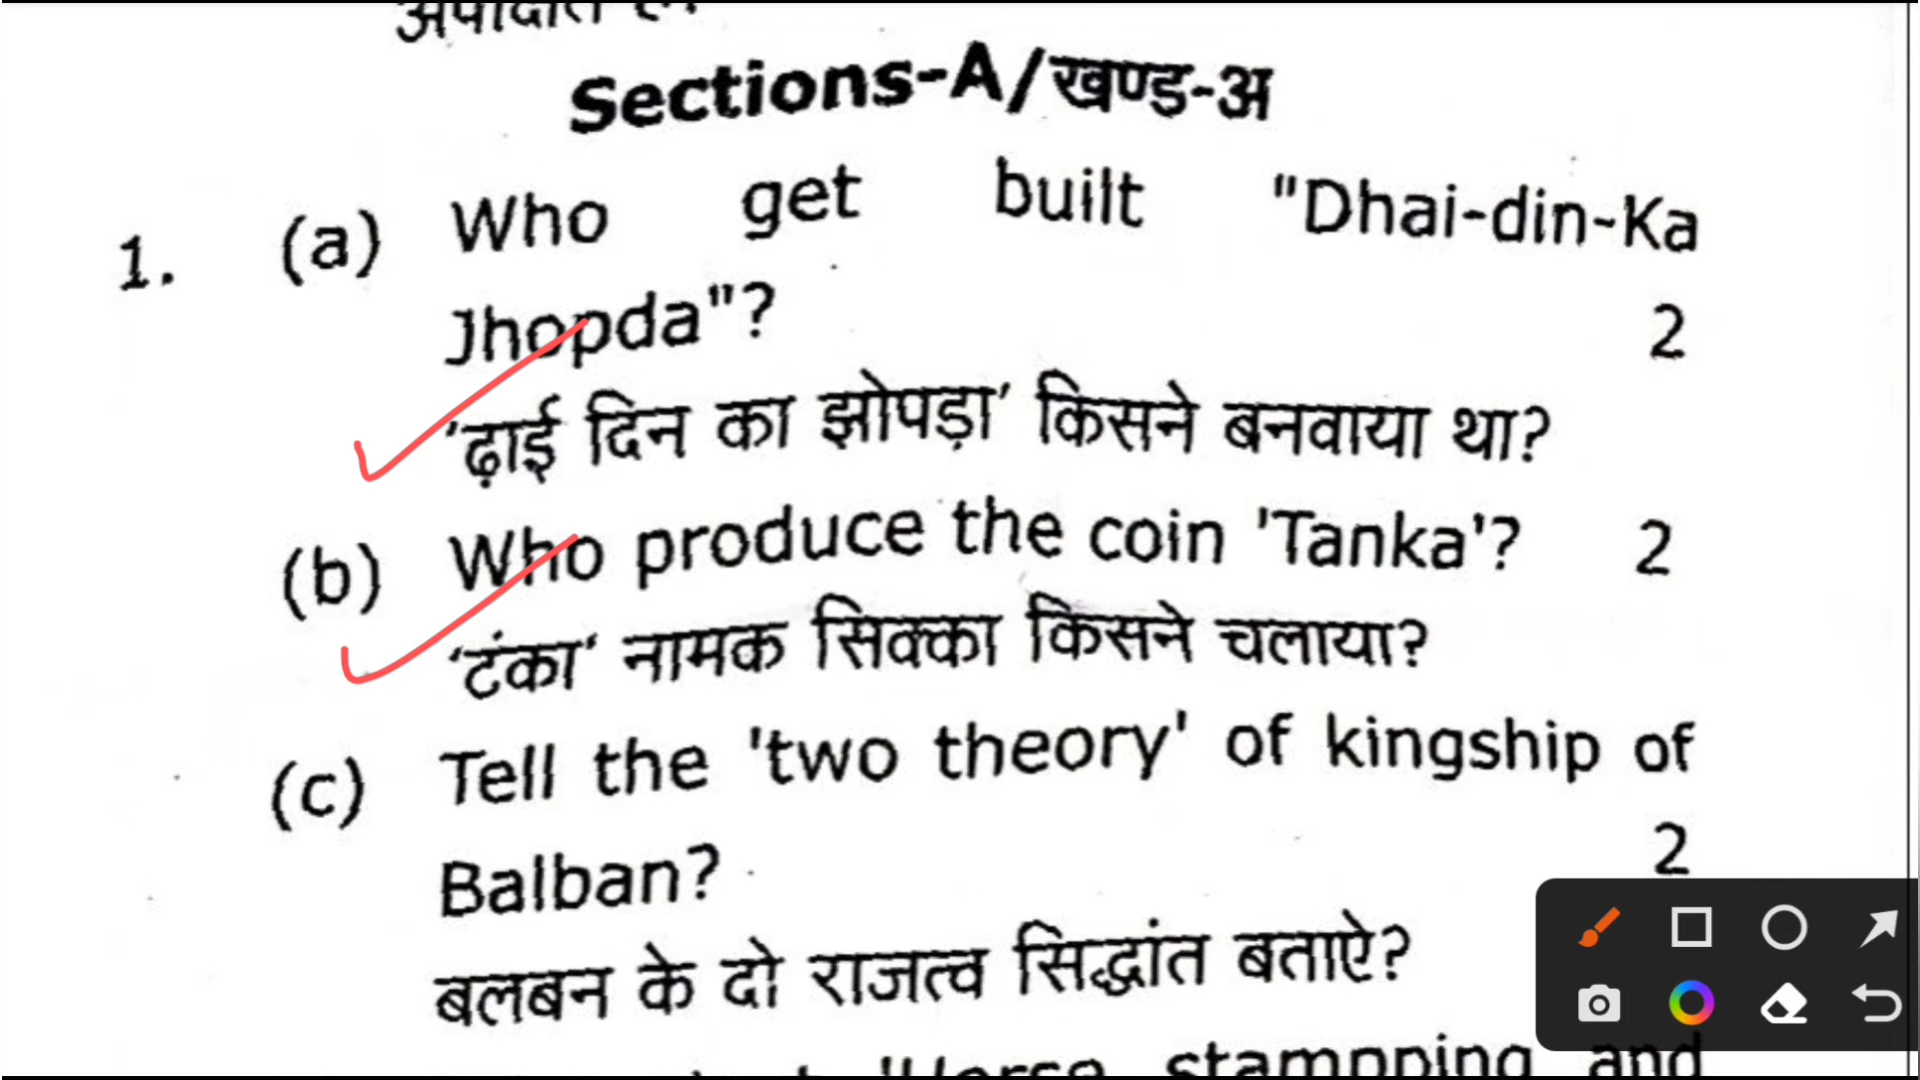 Sections-A/खण्ड-अ
1. (a) Who get built "Dhai-din-Ka
Jhopda"? 2
'ढ़ाई दिन का झोपड़ा' किसने बनवाया था?
(b) Who produce the coin 'Tanka'? 2
'टंका' नामक सिक्का किसने चलाया?
(c) Tell the 'two theory' of kingship of
Balban? 2
बलबन के दो राजत्व सिद्धांत बताऐ?
'Horse stampping and